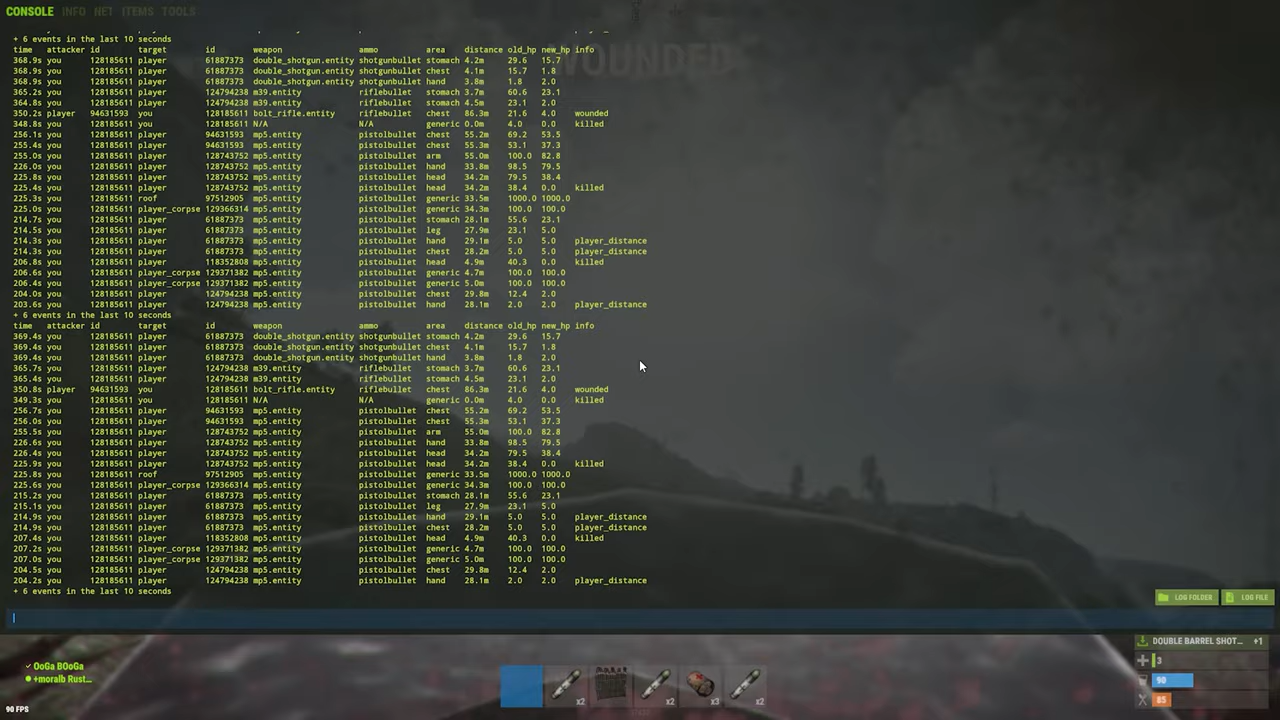 CONSOLE INFO NET ITEMS TOOLS
+ 6 events in the last 10 seconds
time attacker id target id weapon ammo area distance old_hp new_hp info
368.9s you 128185611 player 61887373 double_shotgun.entity shotgunbullet stomach 4.2m 29.6 15.7
368.9s you 128185611 player 61887373 double_shotgun.entity shotgunbullet chest 4.1m 15.7 1.8
368.9s you 128185611 player 61887373 double_shotgun.entity shotgunbullet hand 3.8m 1.8 2.0
365.2s you 128185611 player 124794238 m39.entity riflebullet stomach 3.7m 60.6 23.1
364.8s you 128185611 player 124794238 m39.entity riflebullet stomach 4.5m 23.1 2.0
350.2s player 94631593 you 128185611 bolt_rifle.entity riflebullet chest 86.3m 21.6 4.0 wounded
348.8s you 128185611 you 128185611 N/A N/A generic 0.0m 4.0 0.0 killed
256.1s you 128185611 player 94631593 mp5.entity pistolbullet chest 55.2m 69.2 53.5
255.4s you 128185611 player 94631593 mp5.entity pistolbullet chest 55.3m 53.1 37.3
255.0s you 128185611 player 128743752 mp5.entity pistolbullet arm 55.0m 100.0 82.8
226.0s you 128185611 player 128743752 mp5.entity pistolbullet hand 33.8m 98.5 79.5
225.8s you 128185611 player 128743752 mp5.entity pistolbullet head 34.2m 79.5 38.4
225.4s you 128185611 player 128743752 mp5.entity pistolbullet head 34.2m 38.4 0.0 killed
225.3s you 128185611 roof 97512905 mp5.entity pistolbullet generic 33.5m 1000.0 1000.0
225.0s you 128185611 player_corpse 129366314 mp5.entity pistolbullet generic 34.3m 100.0 100.0
214.7s you 128185611 player 61887373 mp5.entity pistolbullet stomach 28.1m 55.6 23.1
214.5s you 128185611 player 61887373 mp5.entity pistolbullet leg 27.9m 23.1 5.0
214.3s you 128185611 player 61887373 mp5.entity pistolbullet hand 29.1m 5.0 5.0 player_distance
214.3s you 128185611 player 61887373 mp5.entity pistolbullet chest 28.2m 5.0 5.0 player_distance
206.8s you 128185611 player 118352808 mp5.entity pistolbullet head 4.9m 40.3 0.0 killed
206.6s you 128185611 player_corpse 129371382 mp5.entity pistolbullet generic 4.7m 100.0 100.0
206.4s you 128185611 player_corpse 129371382 mp5.entity pistolbullet generic 5.0m 100.0 100.0
204.0s you 128185611 player 124794238 mp5.entity pistolbullet chest 29.8m 12.4 2.0
203.6s you 128185611 player 124794238 mp5.entity pistolbullet hand 28.1m 2.0 2.0 player_distance
+ 6 events in the last 10 seconds
time attacker id target id weapon ammo area distance old_hp new_hp info
369.4s you 128185611 player 61887373 double_shotgun.entity shotgunbullet stomach 4.2m 29.6 15.7
369.4s you 128185611 player 61887373 double_shotgun.entity shotgunbullet chest 4.1m 15.7 1.8
369.4s you 128185611 player 61887373 double_shotgun.entity shotgunbullet hand 3.8m 1.8 2.0
365.7s you 128185611 player 124794238 m39.entity riflebullet stomach 3.7m 60.6 23.1
365.4s you 128185611 player 124794238 m39.entity riflebullet stomach 4.5m 23.1 2.0
350.8s player 94631593 you 128185611 bolt_rifle.entity riflebullet chest 86.3m 21.6 4.0 wounded
349.3s you 128185611 you 128185611 N/A N/A generic 0.0m 4.0 0.0 killed
256.7s you 128185611 player 94631593 mp5.entity pistolbullet chest 55.2m 69.2 53.5
256.0s you 128185611 player 94631593 mp5.entity pistolbullet chest 55.3m 53.1 37.3
255.5s you 128185611 player 128743752 mp5.entity pistolbullet arm 55.0m 100.0 82.8
226.6s you 128185611 player 128743752 mp5.entity pistolbullet hand 33.8m 98.5 79.5
226.4s you 128185611 player 128743752 mp5.entity pistolbullet head 34.2m 79.5 38.4
225.9s you 128185611 player 128743752 mp5.entity pistolbullet head 34.2m 38.4 0.0 killed
225.8s you 128185611 roof 97512905 mp5.entity pistolbullet generic 33.5m 1000.0 1000.0
225.6s you 128185611 player_corpse 129366314 mp5.entity pistolbullet generic 34.3m 100.0 100.0
215.2s you 128185611 player 61887373 mp5.entity pistolbullet stomach 28.1m 55.6 23.1
215.1s you 128185611 player 61887373 mp5.entity pistolbullet leg 27.9m 23.1 5.0
214.9s you 128185611 player 61887373 mp5.entity pistolbullet hand 29.1m 5.0 5.0 player_distance
214.9s you 128185611 player 61887373 mp5.entity pistolbullet chest 28.2m 5.0 5.0 player_distance
207.4s you 128185611 player 118352808 mp5.entity pistolbullet head 4.9m 40.3 0.0 killed
207.2s you 128185611 player_corpse 129371382 mp5.entity pistolbullet generic 4.7m 100.0 100.0
207.0s you 128185611 player_corpse 129371382 mp5.entity pistolbullet generic 5.0m 100.0 100.0
204.5s you 128185611 player 124794238 mp5.entity pistolbullet chest 29.8m 12.4 2.0
204.2s you 128185611 player 124794238 mp5.entity pistolbullet hand 28.1m 2.0 2.0 player_distance
+ 6 events in the last 10 seconds
WOUNDED
LOG FOLDER LOG FILE
DOUBLE BARREL SHOT... +1
3
90
85
OoGa BOoGa
+moralb Rust...
x2 x2 x3 x2
90 FPS